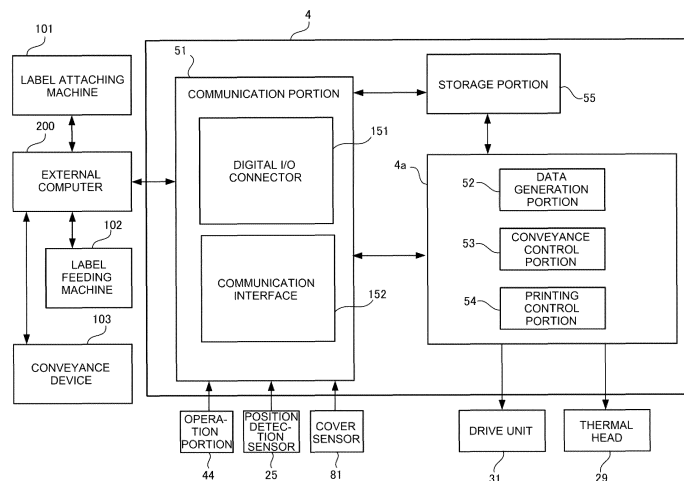 4
101
LABEL ATTACHING
MACHINE
200
EXTERNAL
COMPUTER
102
LABEL
FEEDING
MACHINE
103
CONVEYANCE
DEVICE
51
COMMUNICATION PORTION
151
DIGITAL I/O
CONNECTOR
COMMUNICATION
INTERFACE
152
STORAGE PORTION
55
4a
52
DATA
GENERATION
PORTION
53
CONVEYANCE
CONTROL
PORTION
54
PRINTING
CONTROL
PORTION
OPERA-
TION
PORTION
44
POSITION
DETEC-
TION
SENSOR
25
COVER
SENSOR
81
DRIVE UNIT
31
THERMAL
HEAD
29